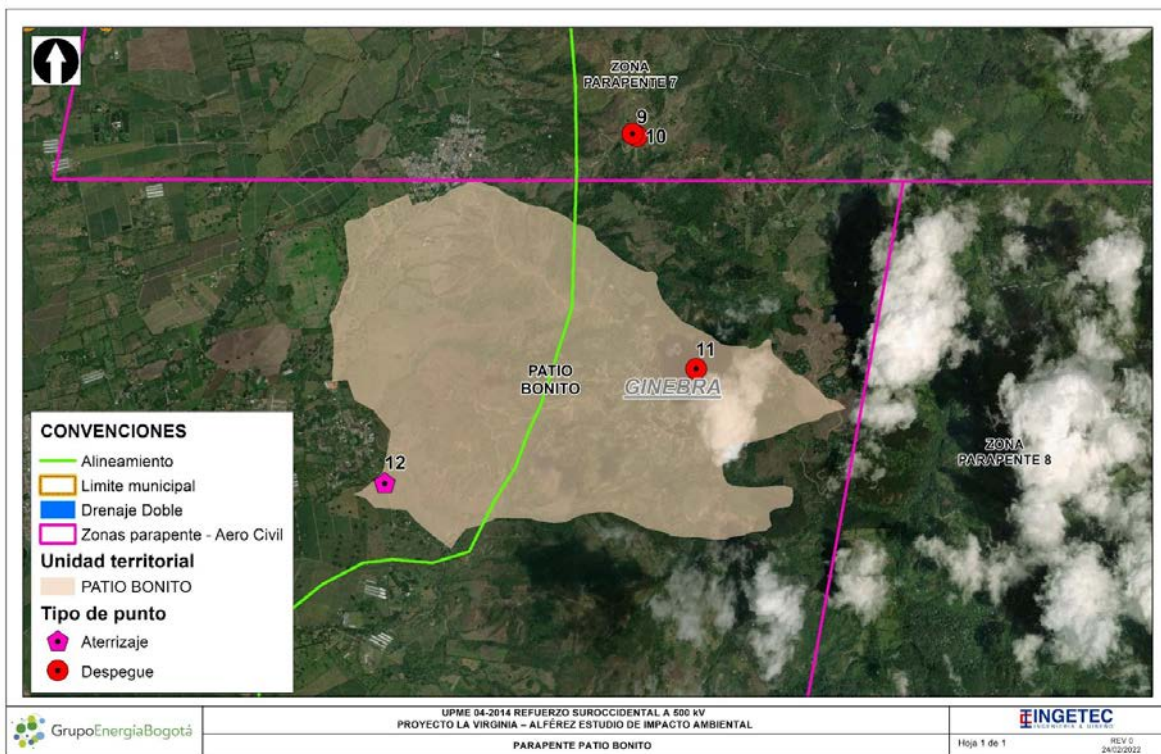 ZONA
PARAPENTE 7
9
10
11
PATIO
BONITO
GINEBRA
12
ZONA
PARAPENTE 8
CONVENCIONES
Alineamiento
Limite municipal
Drenaje Doble
Zonas parapente - Aero Civil
Unidad territorial
PATIO BONITO
Tipo de punto
Aterrizaje
Despegue
GrupoEnergíaBogotá
UPME 04-2014 REFUERZO SUROCCIDENTAL A 500 kV
PROYECTO LA VIRGINIA – ALFÉREZ ESTUDIO DE IMPACTO AMBIENTAL
PARAPENTE PATIO BONITO
INGETEC
INGENIERÍA & DISEÑO
Hoja 1 de 1
REV 0
24/02/2022